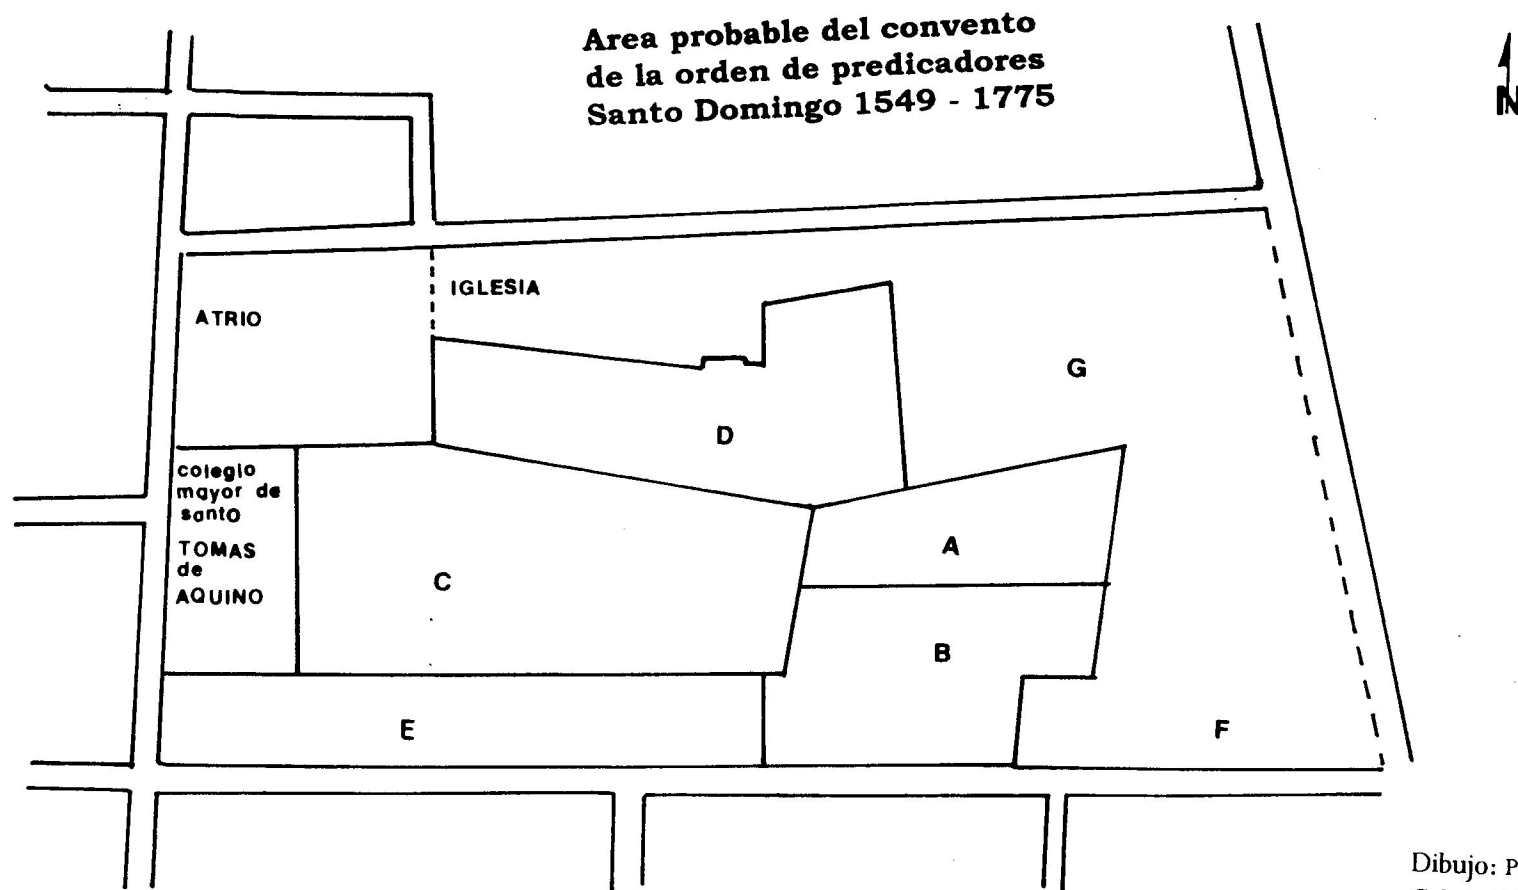 Area probable del convento
de la orden de predicadores
Santo Domingo 1549 - 1775
N
IGLESIA
ATRIO
G
D
colegio
mayor de
santo
TOMAS
de
AQUINO
A
C
B
E
F
Dibujo: P